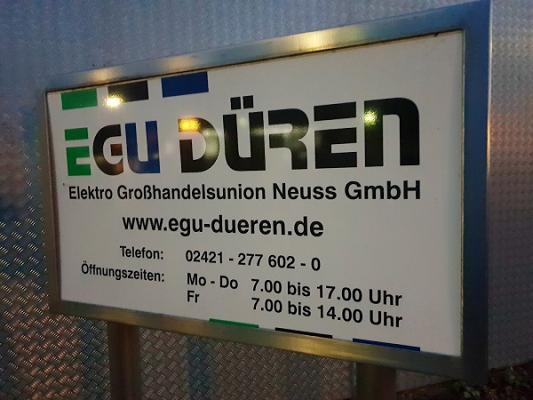 EGU DÜREN
Elektro Großhandelsunion Neuss GmbH
www.egu-dueren.de
Telefon: 02421 - 277 602 - 0
Öffnungszeiten: Mo - Do 7.00 bis 17.00 Uhr
Fr 7.00 bis 14.00 Uhr